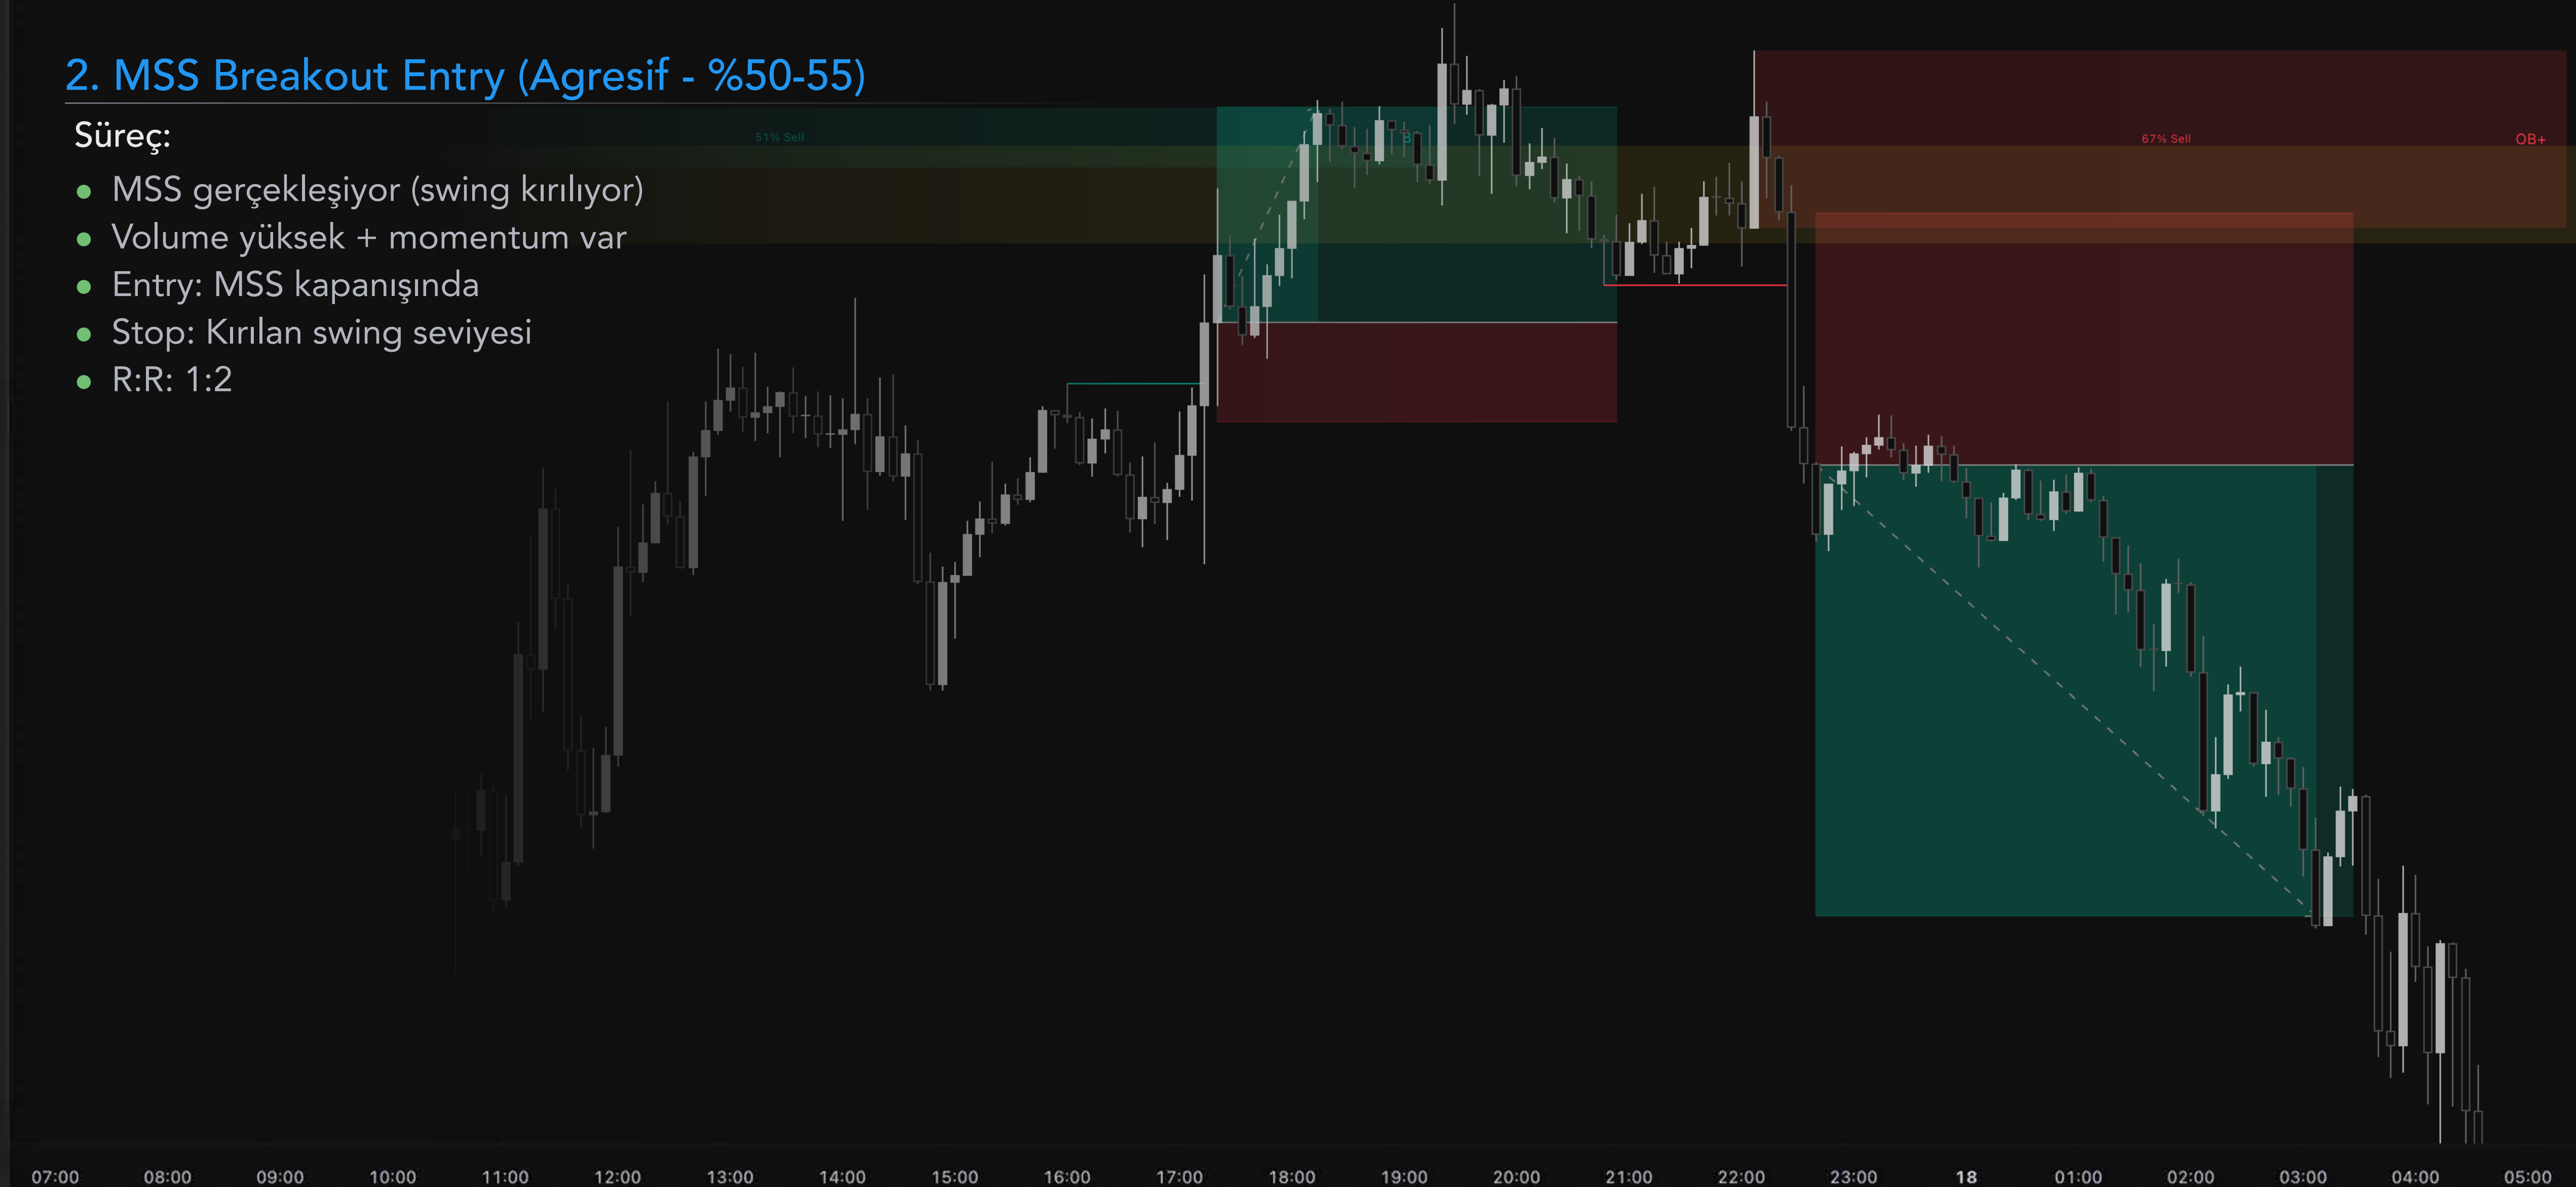 2. MSS Breakout Entry (Agresif - %50-55)
Süreç:
51% Sell
67% Sell
OB+
MSS gerçekleşiyor (swing kırılıyor)
Volume yüksek + momentum var
Entry: MSS kapanışında
Stop: Kırılan swing seviyesi
R:R: 1:2
07:00 08:00 09:00 10:00 11:00 12:00 13:00 14:00 15:00 16:00 17:00 18:00 19:00 20:00 21:00 22:00 23:00 18 01:00 02:00 03:00 04:00 05:00